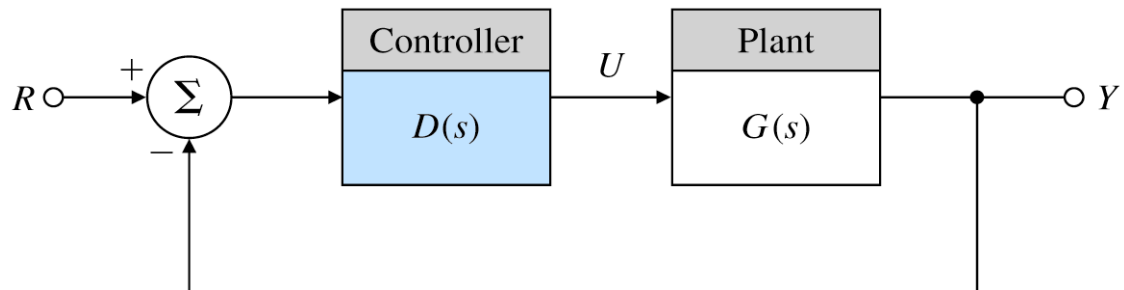 Controller
Plant
R
+
Σ
−
D(s)
U
G(s)
Y